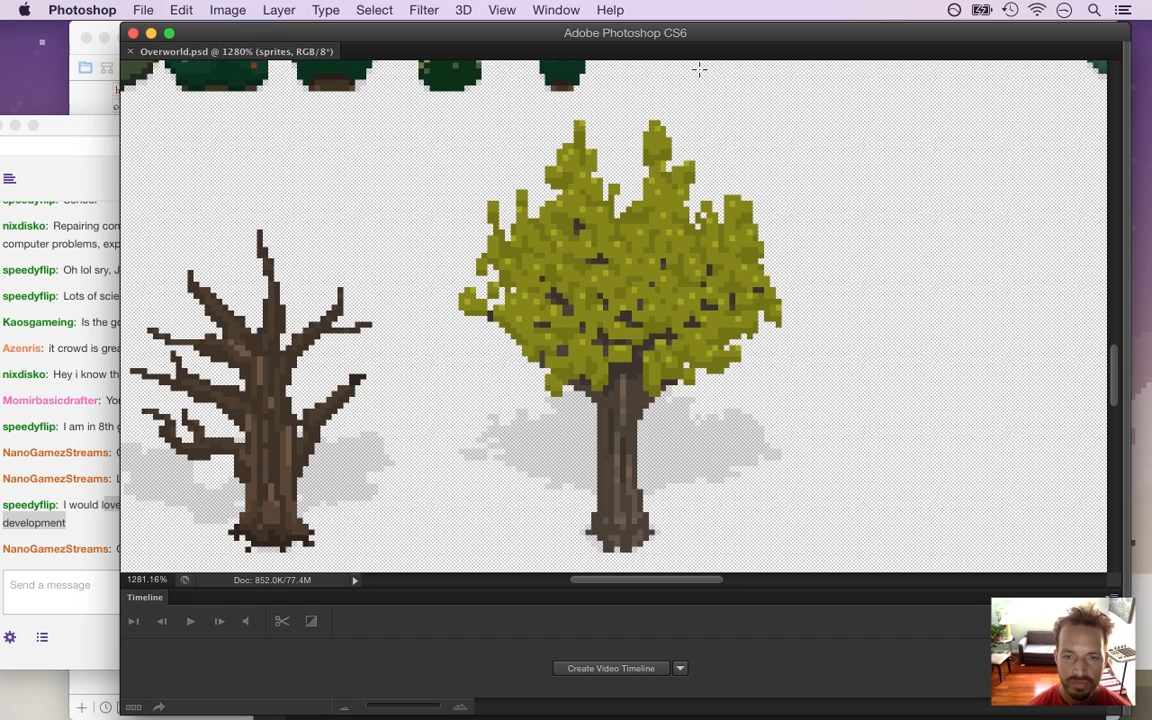 Photoshop File Edit Image Layer Type Select Filter 3D View Window Help
Adobe Photoshop CS6
× Overworld.psd @ 1280% (sprites, RGB/8*)
speedyflip:
nixdisko: Repairing com
computer problems, exp
speedyflip: Oh lol sry, J
speedyflip: Lots of scie
Kaosgameing: Is the go
Azenris: it crowd is grea
nixdisko: Hey i know th
Momirbasicdrafter: You
speedyflip: I am in 8th g
NanoGamezStreams:
NanoGamezStreams: L
speedyflip: I would love
development
NanoGamezStreams:
Send a message
1281.16% Doc: 852.0K/77.4M
Timeline
Create Video Timeline